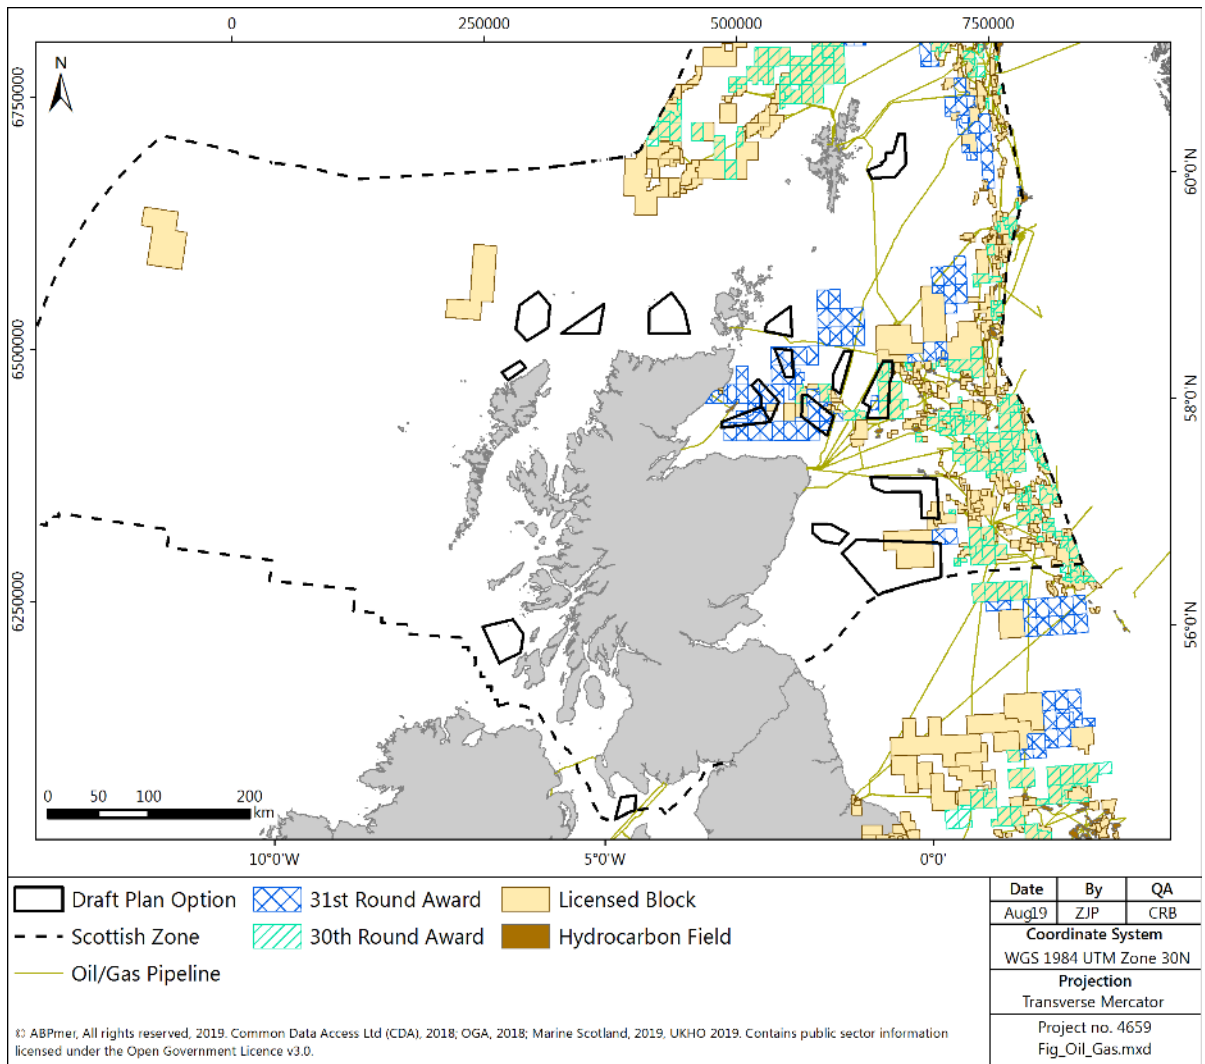 0 250000 500000 750000
N
6750000
6500000
6250000
60°0'N
58°0'N
56°0'N
0 50 100 200
km
10°0'W 5°0'W 0°0'
Draft Plan Option
31st Round Award
Licensed Block
Scottish Zone
30th Round Award
Hydrocarbon Field
Oil/Gas Pipeline
Date By QA
Aug19 ZJP CRB
Coordinate System
WGS 1984 UTM Zone 30N
Projection
Transverse Mercator
Project no. 4659
Fig_Oil_Gas.mxd
© ABPmer, All rights reserved, 2019. Common Data Access Ltd (CDA), 2018; OGA, 2018; Marine Scotland, 2019, UKHO 2019. Contains public sector information
licensed under the Open Government Licence v3.0.